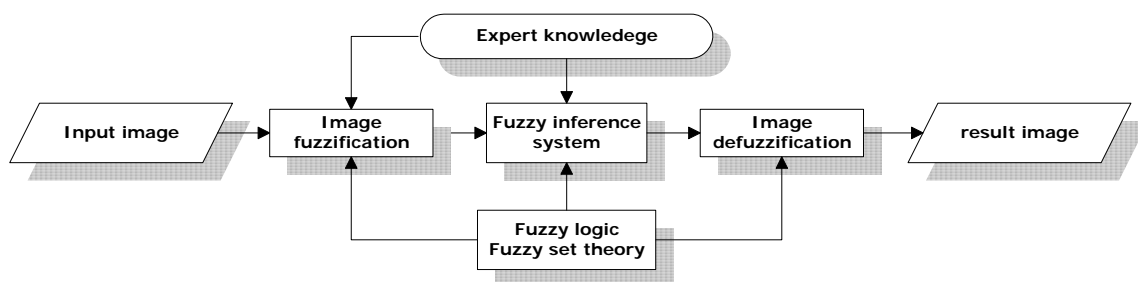 Expert knowledege
Input image
Image
fuzzification
Fuzzy inference
system
Image
defuzzification
result image
Fuzzy logic
Fuzzy set theory